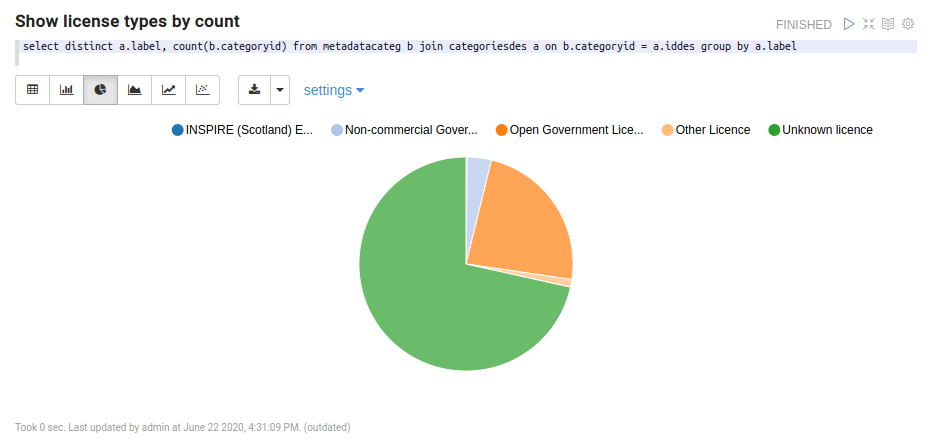 Show license types by count
FINISHED
select distinct a.label, count(b.categoryid) from metadatacateg b join categoriesdes a on b.categoryid = a.iddes group by a.label
settings
INSPIRE (Scotland) E... Non-commercial Gover... Open Government Lice... Other Licence Unknown licence
Took 0 sec. Last updated by admin at June 22 2020, 4:31:09 PM. (outdated)